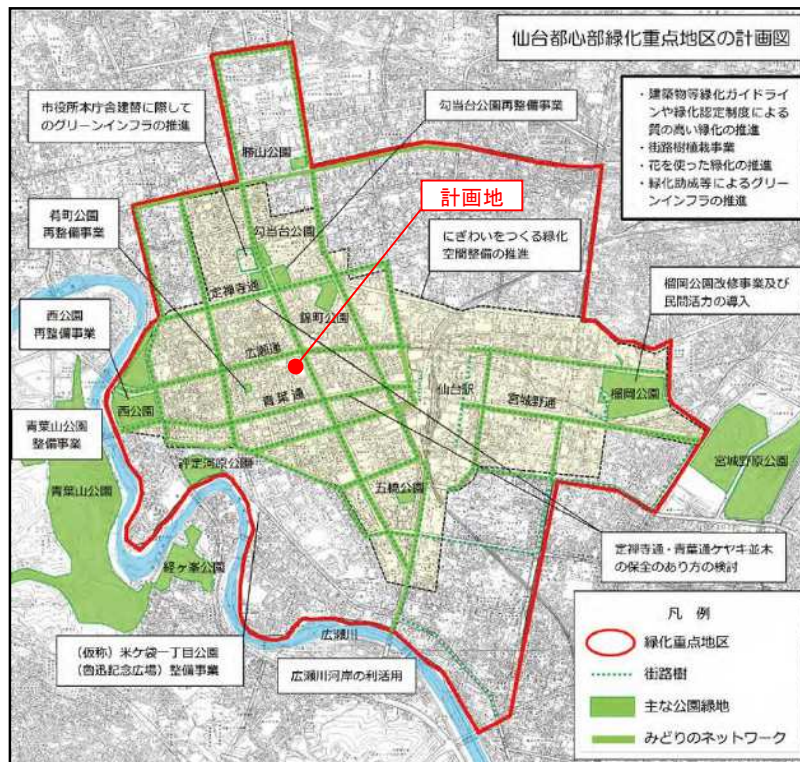 仙台都心部緑化重点地区の計画図
・建築物等緑化ガイドライ
ンや緑化認定制度による
質の高い緑化の推進
・街路樹植栽事業
・花を使った緑化の推進
・緑化助成等によるグリー
ンインフラの推進
市役所本庁舎建替に際して
のグリーンインフラの推進
勾当台公園再整備事業
勝山公園
計画地
肴町公園
再整備事業
勾当台公園
にぎわいをつくる緑化
空間整備の推進
榴岡公園改修事業及び
民間活力の導入
定禅寺通
錦町公園
西公園
再整備事業
広瀬通
仙台駅
青葉通
宮城野通
榴岡公園
西公園
青葉山公園
整備事業
宮城野原公園
評定河原公園
青葉山公園
五橋公園
経ヶ峯公園
定禅寺通・青葉通ケヤキ並木
の保全のあり方の検討
(仮称)米ケ袋一丁目公園
(魯迅記念広場)整備事業
広瀬川
広瀬川河岸の利活用
凡 例
緑化重点地区
街路樹
主な公園緑地
みどりのネットワーク